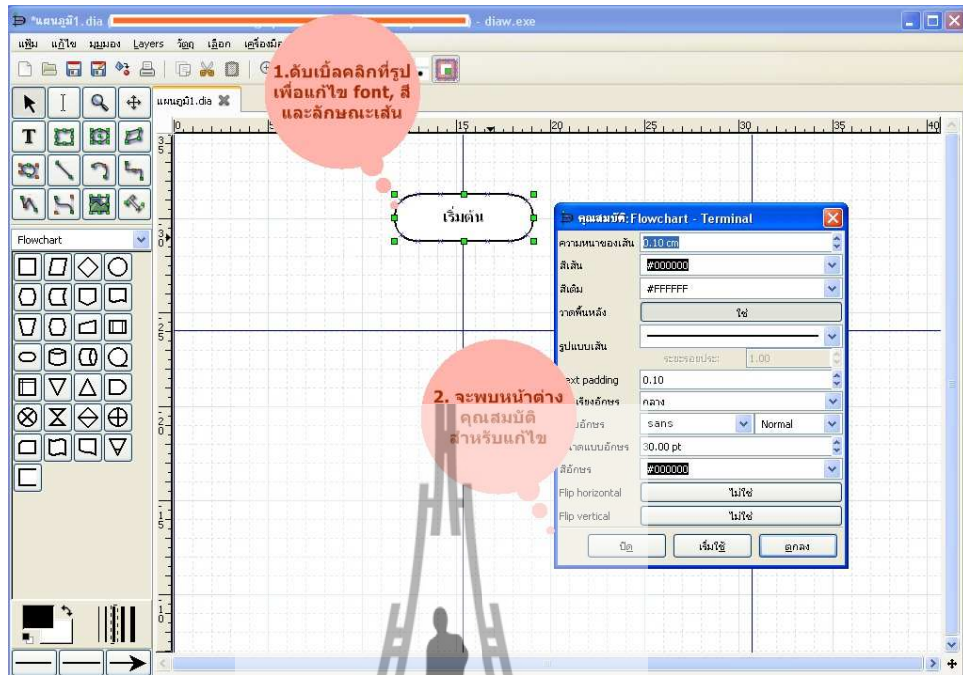 *แผนภูมิ1.dia (
- diaw.exe
แฟ้ม แก้ไข มุมมอง Layers วัตถุ เลือก
1.ดับเบิ้ลคลิกที่รูป
เพื่อแก้ไข font, สี
และลักษณะเส้น
แผนภูมิ1.dia
0 15 20 25 30 35 40
เริ่มต้น
Flowchart
คุณสมบัติ:Flowchart - Terminal
ความหนาของเส้น 0.10 cm
สีเส้น #000000
สีเติม #FFFFFF
วาดพื้นหลัง ใช่
รูปแบบเส้น
ระยะรอยประ: 1.00
padding 0.10
กลาง
2. จะพบหน้าต่าง
คุณสมบัติ
สำหรับแก้ไข
sans Normal
30.00 pt
สีอักษร #000000
Flip horizontal ไม่ใช่
Flip vertical ไม่ใช่
ปิด เริ่มใช้ ตกลง